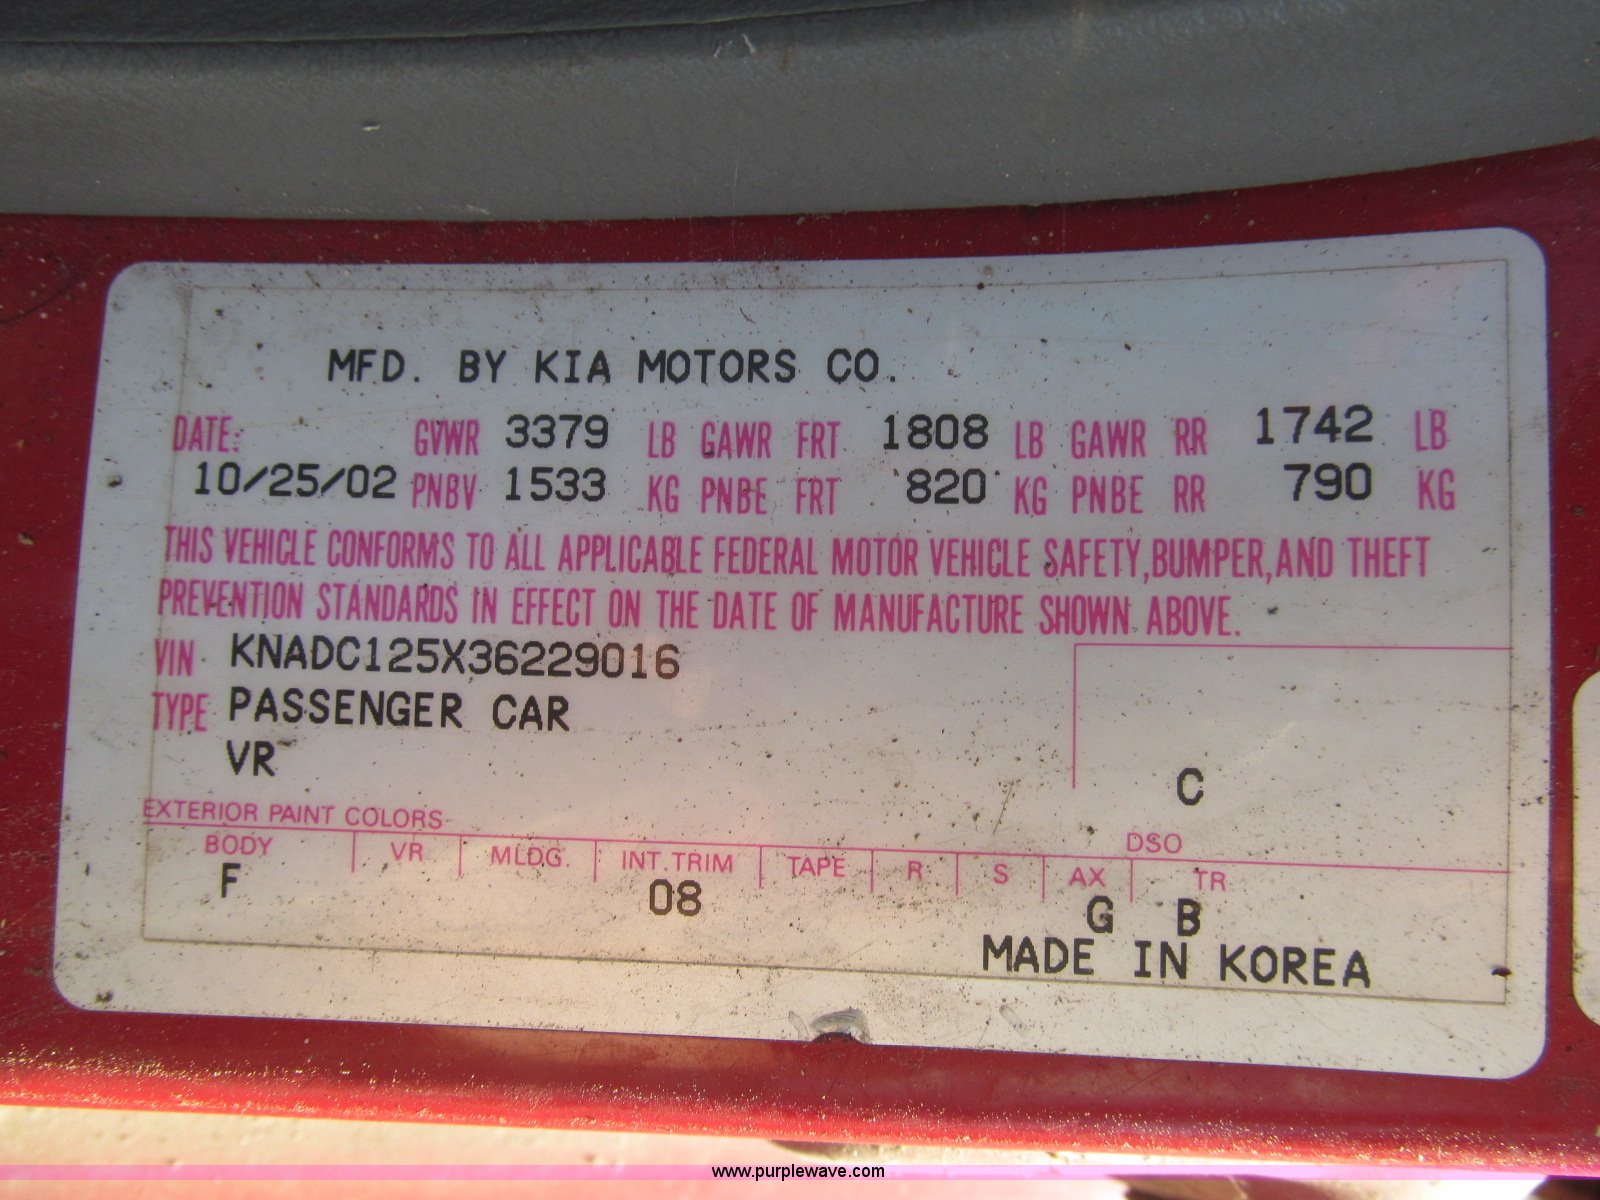 MFD. BY KIA MOTORS CO.
DATE: GVWR 3379 LB GAWR FRT 1808 LB GAWR RR 1742 LB
10/25/02 PNBV 1533 KG PNBE FRT 820 KG PNBE RR 790 KG
THIS VEHICLE CONFORMS TO ALL APPLICABLE FEDERAL MOTOR VEHICLE SAFETY, BUMPER, AND THEFT
PREVENTION STANDARDS IN EFFECT ON THE DATE OF MANUFACTURE SHOWN ABOVE.
VIN KNADC125X36229016
TYPE PASSENGER CAR
VR
C
EXTERIOR PAINT COLORS
DSO
BODY VR MLDG. INT.TRIM TAPE R S AX TR
F 08 G B
MADE IN KOREA
www.purplewave.com